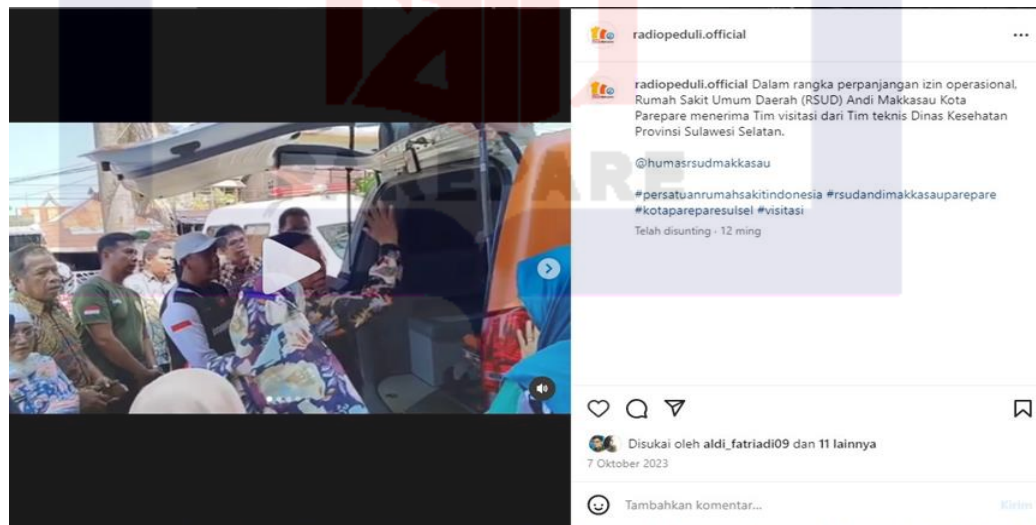 radiopeduli.official
radiopeduli.official Dalam rangka perpanjangan izin operasional,
Rumah Sakit Umum Daerah (RSUD) Andi Makkasau Kota
Parepare menerima Tim visitasi dari Tim teknis Dinas Kesehatan
Provinsi Sulawesi Selatan.
@humasrsudmakkasau
#persatuanrumahsakitindonesia #rsudandimakkasauparepare
#kotapareparesulsel #visitasi
Telah disunting · 12 ming
PAREPARE
Disukai oleh aldi_fatriadi09 dan 11 lainnya
7 Oktober 2023
Tambahkan komentar...
Kirim